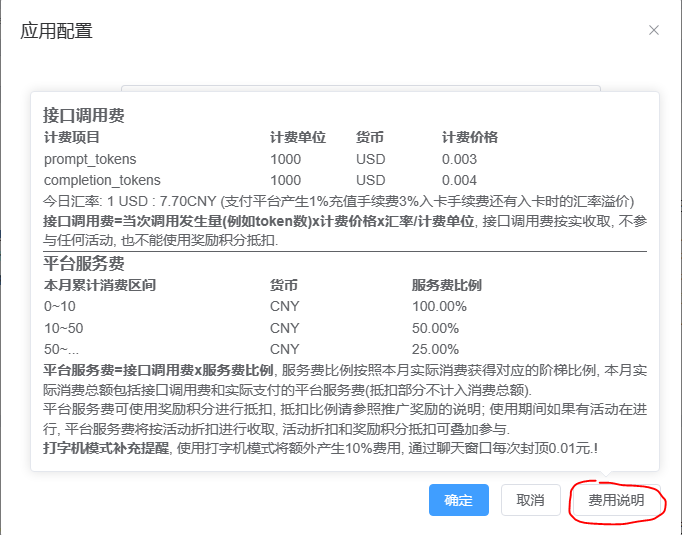 应用配置
接口调用费
计费项目 计费单位 货币 计费价格
prompt_tokens 1000 USD 0.003
completion_tokens 1000 USD 0.004
今日汇率: 1 USD : 7.70CNY (支付平台产生1%充值手续费3%入卡手续费还有入卡时的汇率溢价)
接口调用费=当次调用发生量(例如token数)x计费价格x汇率/计费单位, 接口调用费按实收取, 不参
与任何活动, 也不能使用奖励积分抵扣.
平台服务费
本月累计消费区间 货币 服务费比例
0~10 CNY 100.00%
10~50 CNY 50.00%
50~... CNY 25.00%
平台服务费=接口调用费x服务费比例, 服务费比例按照本月实际消费获得对应的阶梯比例, 本月实
际消费总额包括接口调用费和实际支付的平台服务费(抵扣部分不计入消费总额).
平台服务费可使用奖励积分进行抵扣, 抵扣比例请参照推广奖励的说明; 使用期间如果有活动在进
行, 平台服务费将按活动折扣进行收取, 活动折扣和奖励积分抵扣可叠加参与.
打字机模式补充提醒, 使用打字机模式将额外产生10%费用, 通过聊天窗口每次封顶0.01元.!
确定 取消 费用说明